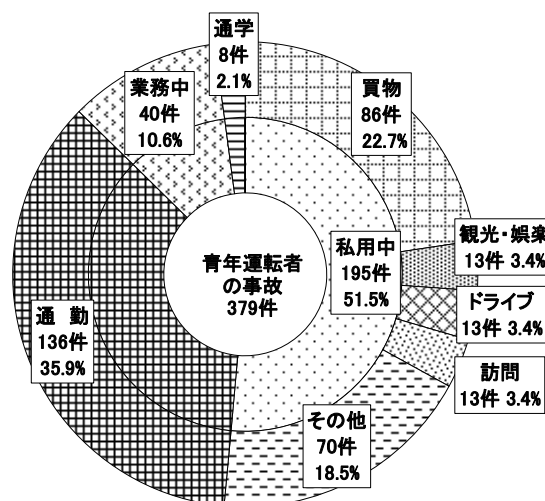 通学
8件
2.1%
業務中
40件
10.6%
買物
86件
22.7%
観光・娯楽
13件 3.4%
私用中
195件
51.5%
青年運転者
の事故
379件
ドライブ
13件 3.4%
通　勤
136件
35.9%
訪問
13件 3.4%
その他
70件
18.5%